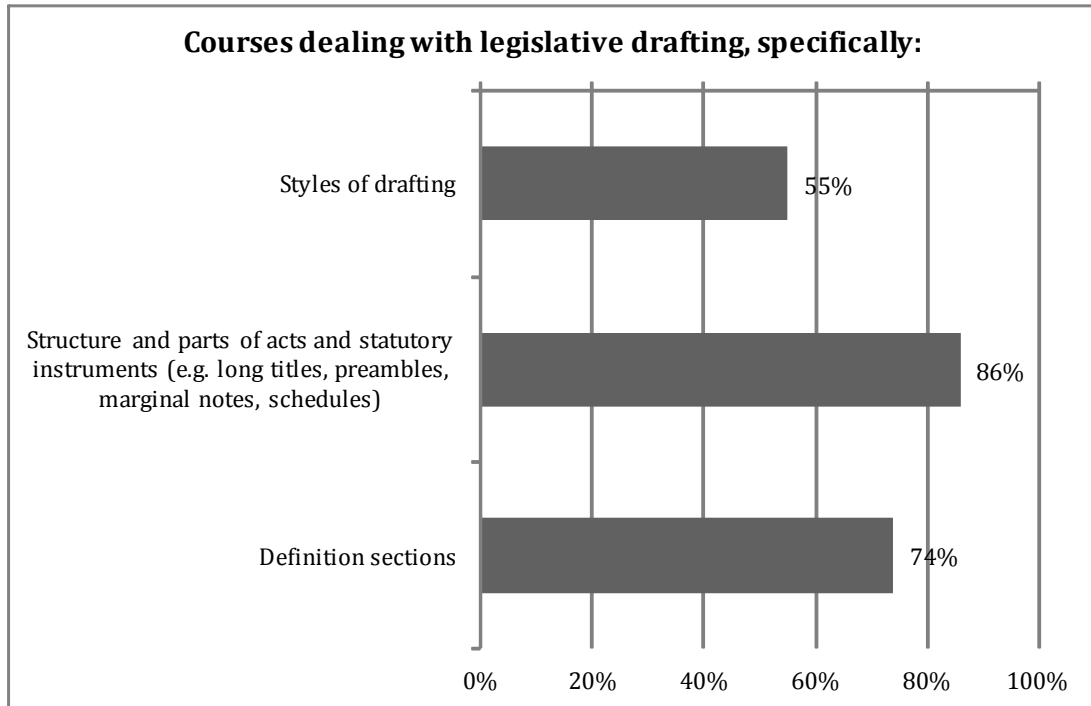 Courses dealing with legislative drafting, specifically:
Styles of drafting
55%
Structure and parts of acts and statutory
instruments (e.g. long titles, preambles,
marginal notes, schedules)
86%
Definition sections
74%
0% 20% 40% 60% 80% 100%